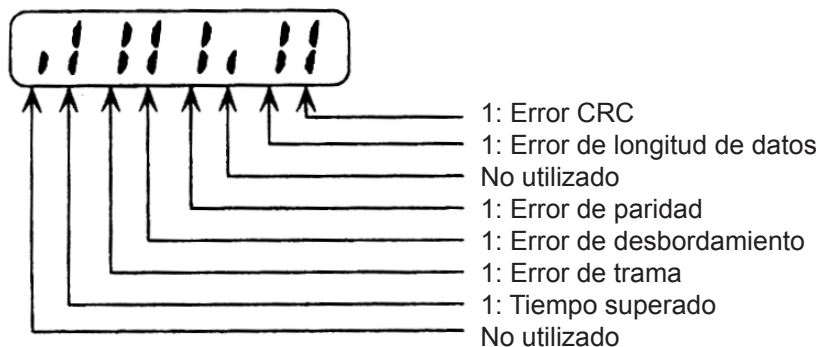 1: Error CRC
1: Error de longitud de datos
No utilizado
1: Error de paridad
1: Error de desbordamiento
1: Error de trama
1: Tiempo superado
No utilizado